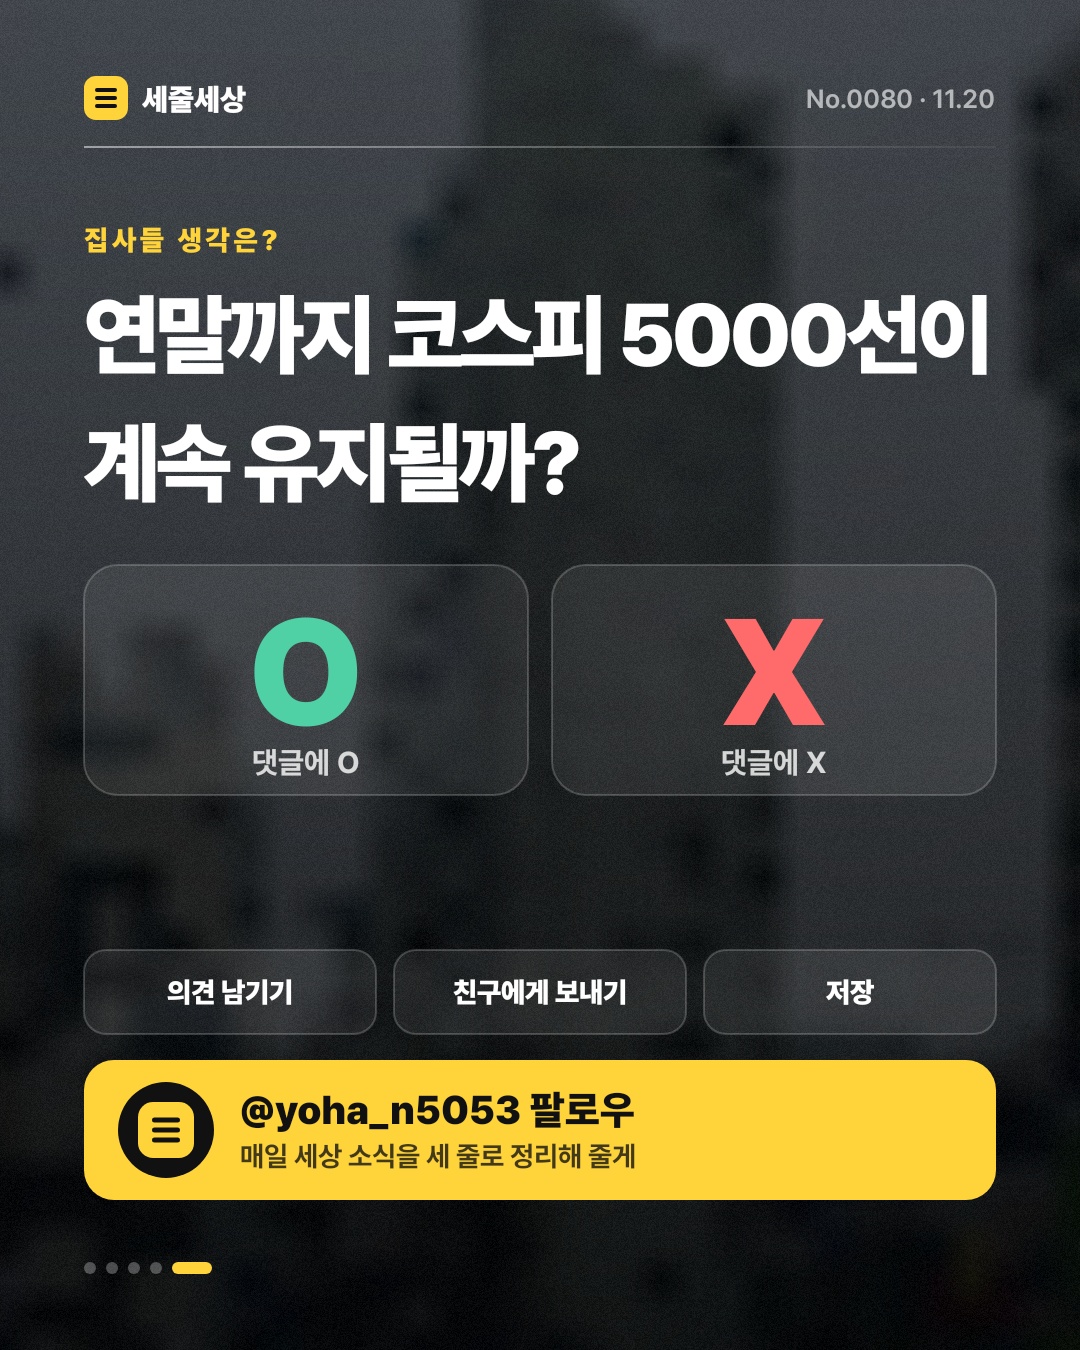 세줄세상
No.0080 · 11.20
집사들 생각은?
연말까지 코스피 5000선이
계속 유지될까?
O
댓글에 O
X
댓글에 X
의견 남기기
친구에게 보내기
저장
@yoha_n5053 팔로우
매일 세상 소식을 세 줄로 정리해 줄게